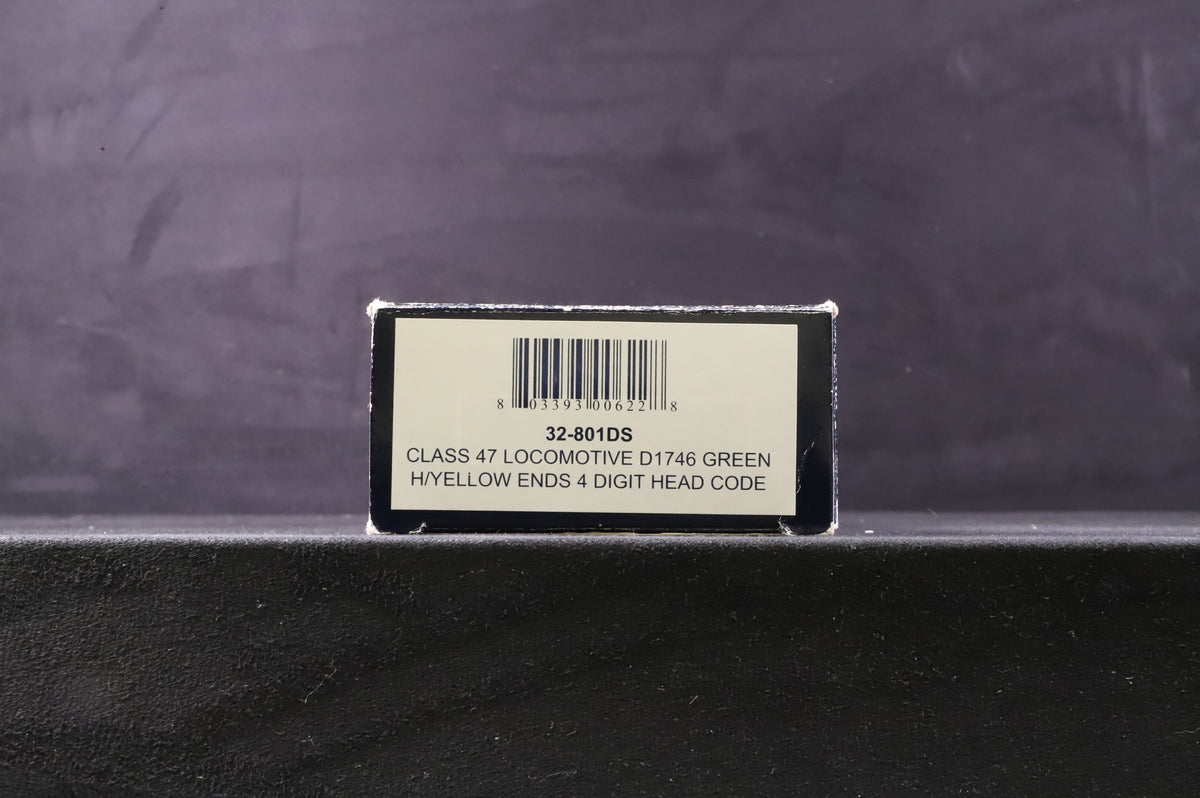 8 03393 00622 8
32-801DS
CLASS 47 LOCOMOTIVE D1746 GREEN
H/YELLOW ENDS 4 DIGIT HEAD CODE